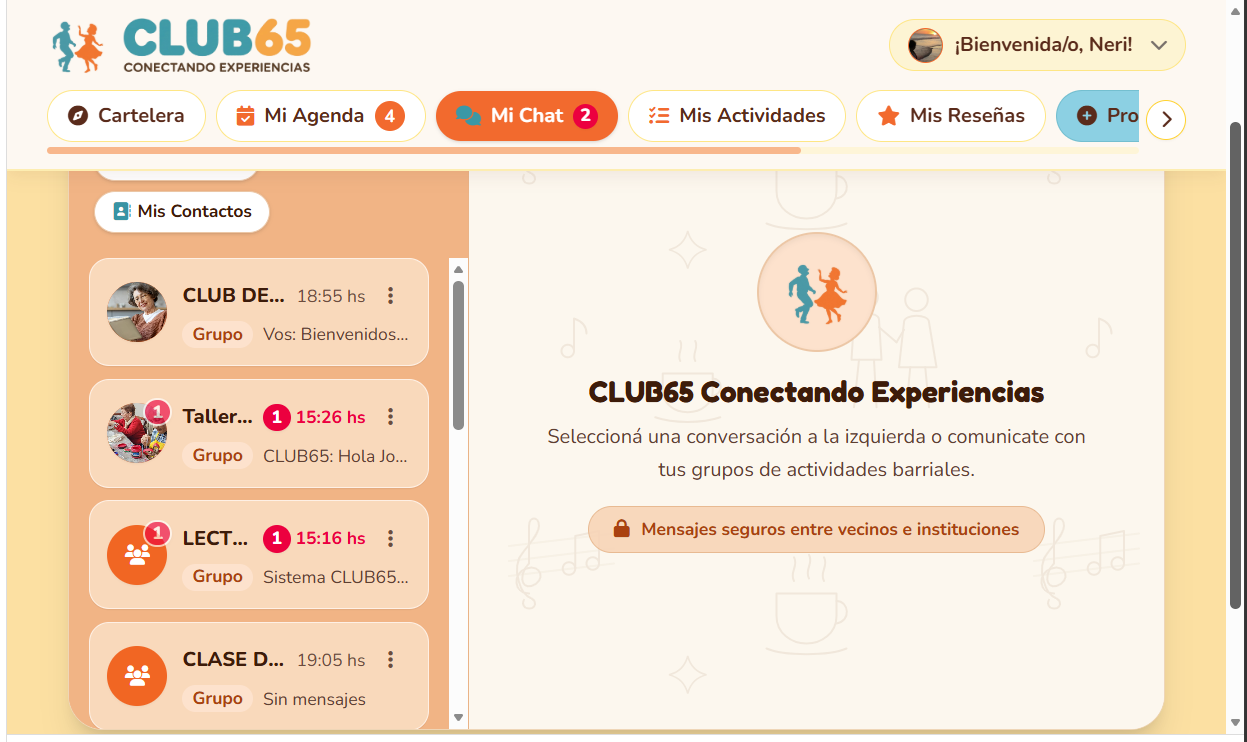 CLUB65
CONECTANDO EXPERIENCIAS
¡Bienvenida/o, Neri!
Cartelera
Mi Agenda 4
Mi Chat 2
Mis Actividades
Mis Reseñas
Pro
Mis Contactos
CLUB DE... 18:55 hs
Grupo Vos: Bienvenidos...
1
Taller... 1 15:26 hs
Grupo CLUB65: Hola Jo...
1
LECT... 1 15:16 hs
Grupo Sistema CLUB65...
CLASE D... 19:05 hs
Grupo Sin mensajes
CLUB65 Conectando Experiencias
Seleccioná una conversación a la izquierda o comunicate con
tus grupos de actividades barriales.
Mensajes seguros entre vecinos e instituciones